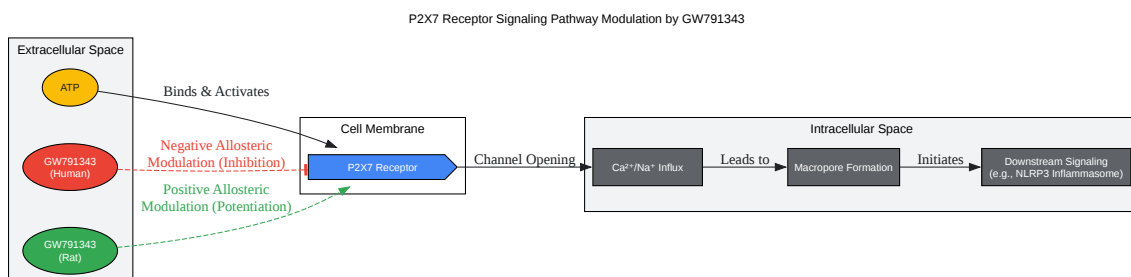 P2X7 Receptor Signaling Pathway Modulation by GW791343
Extracellular Space
ATP
Binds & Activates
Cell Membrane
Intracellular Space
GW791343
(Human)
Negative Allosteric
Modulation (Inhibition)
P2X7 Receptor
Channel Opening
Ca²⁺/Na⁺ Influx
Leads to
Macropore Formation
Initiates
Downstream Signaling
(e.g., NLRP3 Inflammasome)
Positive Allosteric
Modulation (Potentiation)
GW791343
(Rat)